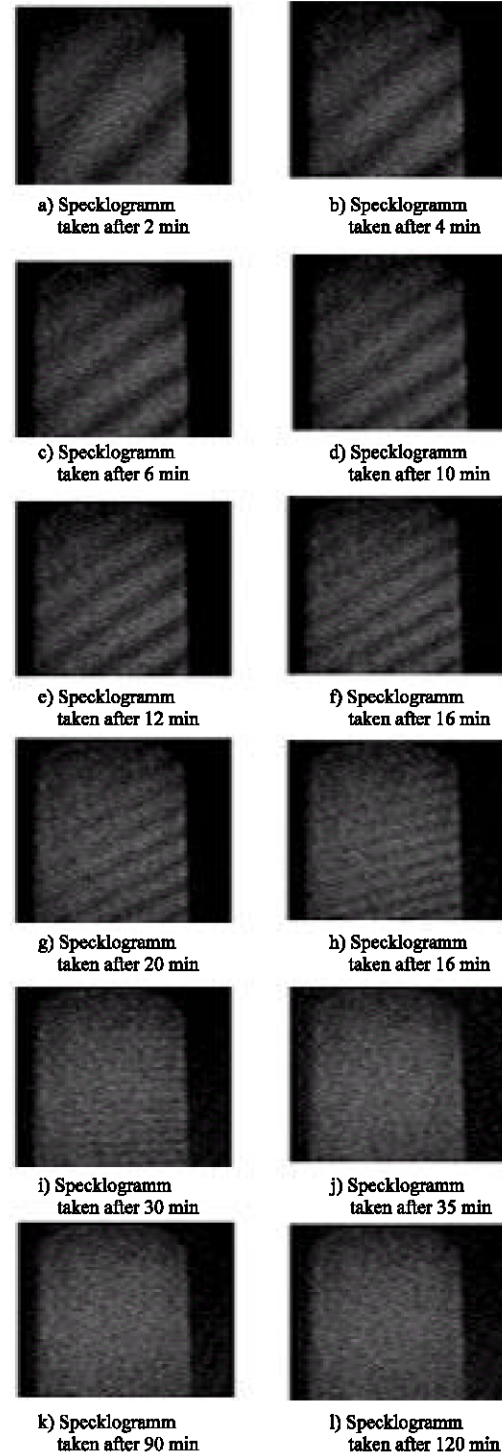 a) Specklogramm
taken after 2 min
b) Specklogramm
taken after 4 min
c) Specklogramm
taken after 6 min
d) Specklogramm
taken after 10 min
e) Specklogramm
taken after 12 min
f) Specklogramm
taken after 16 min
g) Specklogramm
taken after 20 min
h) Specklogramm
taken after 16 min
i) Specklogramm
taken after 30 min
j) Specklogramm
taken after 35 min
k) Specklogramm
taken after 90 min
l) Specklogramm
taken after 120 min